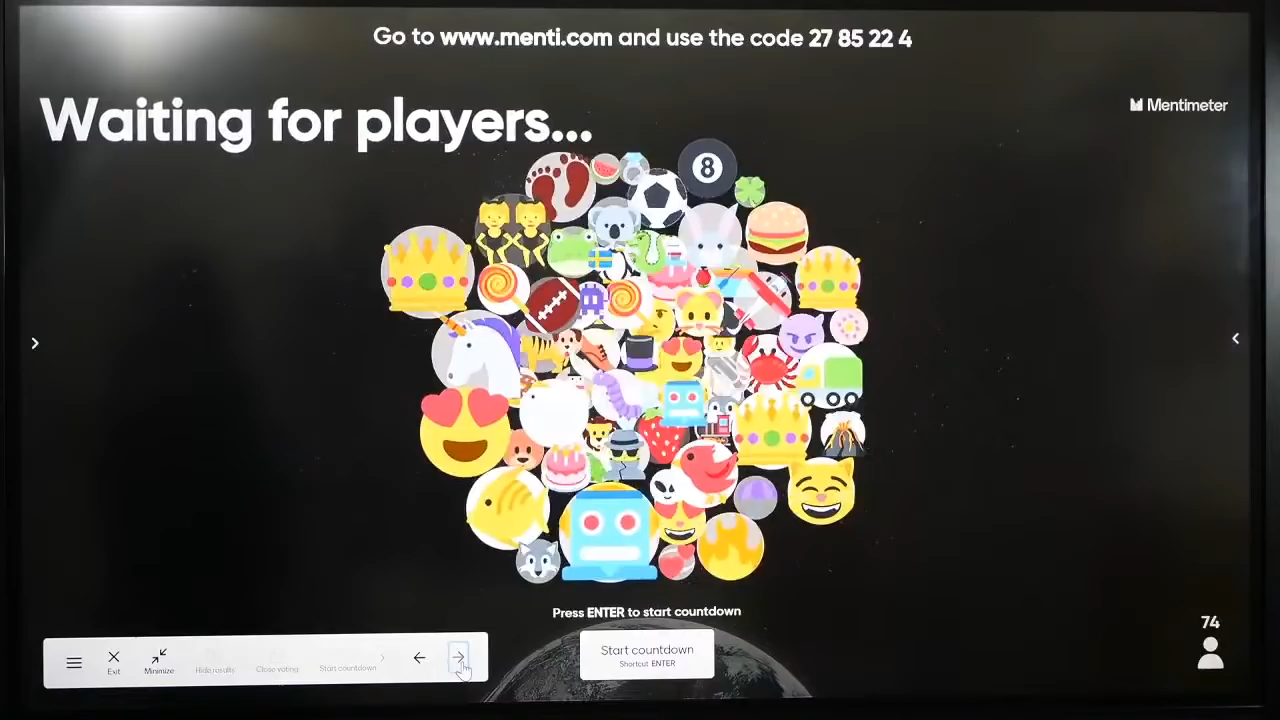 Go to www.menti.com and use the code 27 85 22 4
Waiting for players...
Mentimeter
8
Press ENTER to start countdown
74
Start countdown
Shortcut ENTER
Exit
Minimize
Hide results
Close voting
Start countdown